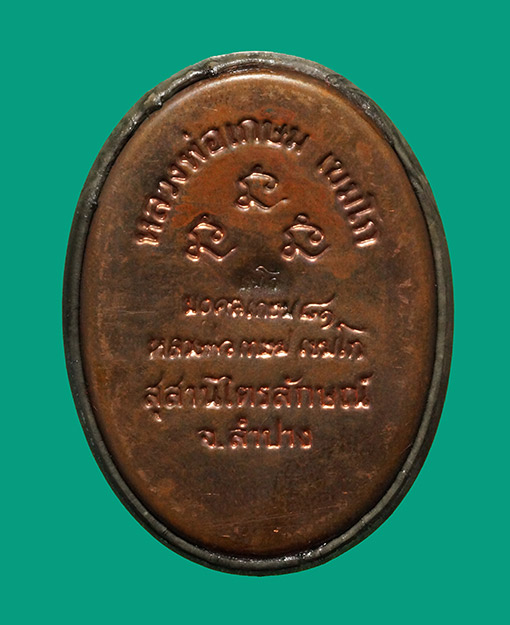 หลวงพ่อเกษม เขมโก
มงคลเกษม ๘๑
หลวงพ่อเกษม เขมโก
สุสานไตรลักษณ์
จ.ลำปาง